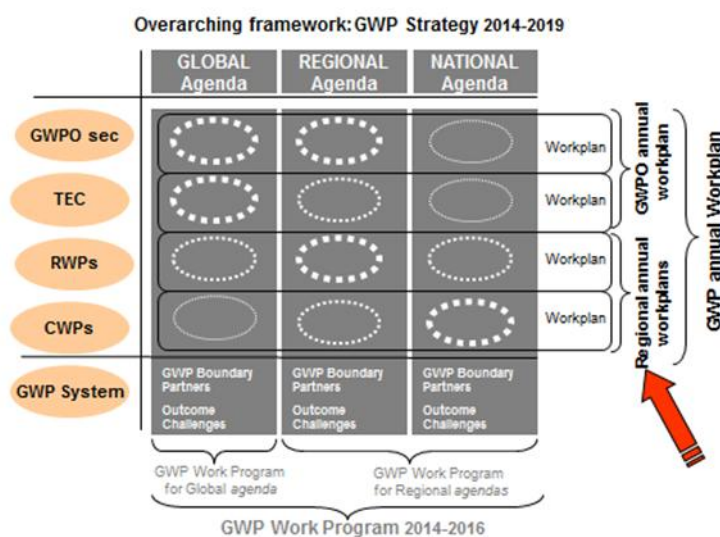 Overarching framework: GWP Strategy 2014-2019
GLOBAL
Agenda
REGIONAL
Agenda
NATIONAL
Agenda
GWPO sec
Workplan
TEC
Workplan
RWPs
Workplan
CWPs
Workplan
GWPO annual
workplan
Regional annual
workplans
GWP annual Workplan
GWP System
GWP Boundary
Partners
Outcome
Challenges
GWP Boundary
Partners
Outcome
Challenges
GWP Boundary
Partners
Outcome
Challenges
GWP Work Program
for Global agenda
GWP Work Program
for Regional agendas
GWP Work Program 2014-2016